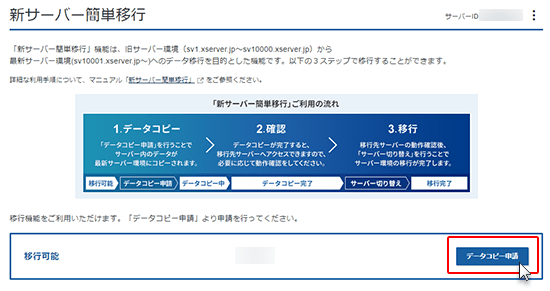 新サーバー簡単移行
サーバーID
「新サーバー簡単移行」機能は、旧サーバー環境（sv1.xserver.jp～sv10000.xserver.jp）から
最新サーバー環境(sv10001.xserver.jp～)へのデータ移行を目的とした機能です。以下の３ステップで移行することができます。
詳細な利用手順について、マニュアル「新サーバー簡単移行」をご参照ください。
「新サーバー簡単移行」ご利用の流れ
1.データコピー
「データコピー申請」を行うことで
サーバー内のデータが
最新サーバー環境にコピーされます。
2.確認
データコピーが完了すると、
移行先サーバーへアクセスできますので、
必要に応じて動作確認をしてください。
3.移行
移行先サーバーの動作確認後、
「サーバー切り替え」を行うことで
サーバー環境の移行が完了します。
移行可能 データコピー申請 データコピー中 データコピー完了 サーバー切り替え 移行完了
移行機能をご利用いただけます。「データコピー申請」より申請を行ってください。
移行可能
データコピー申請